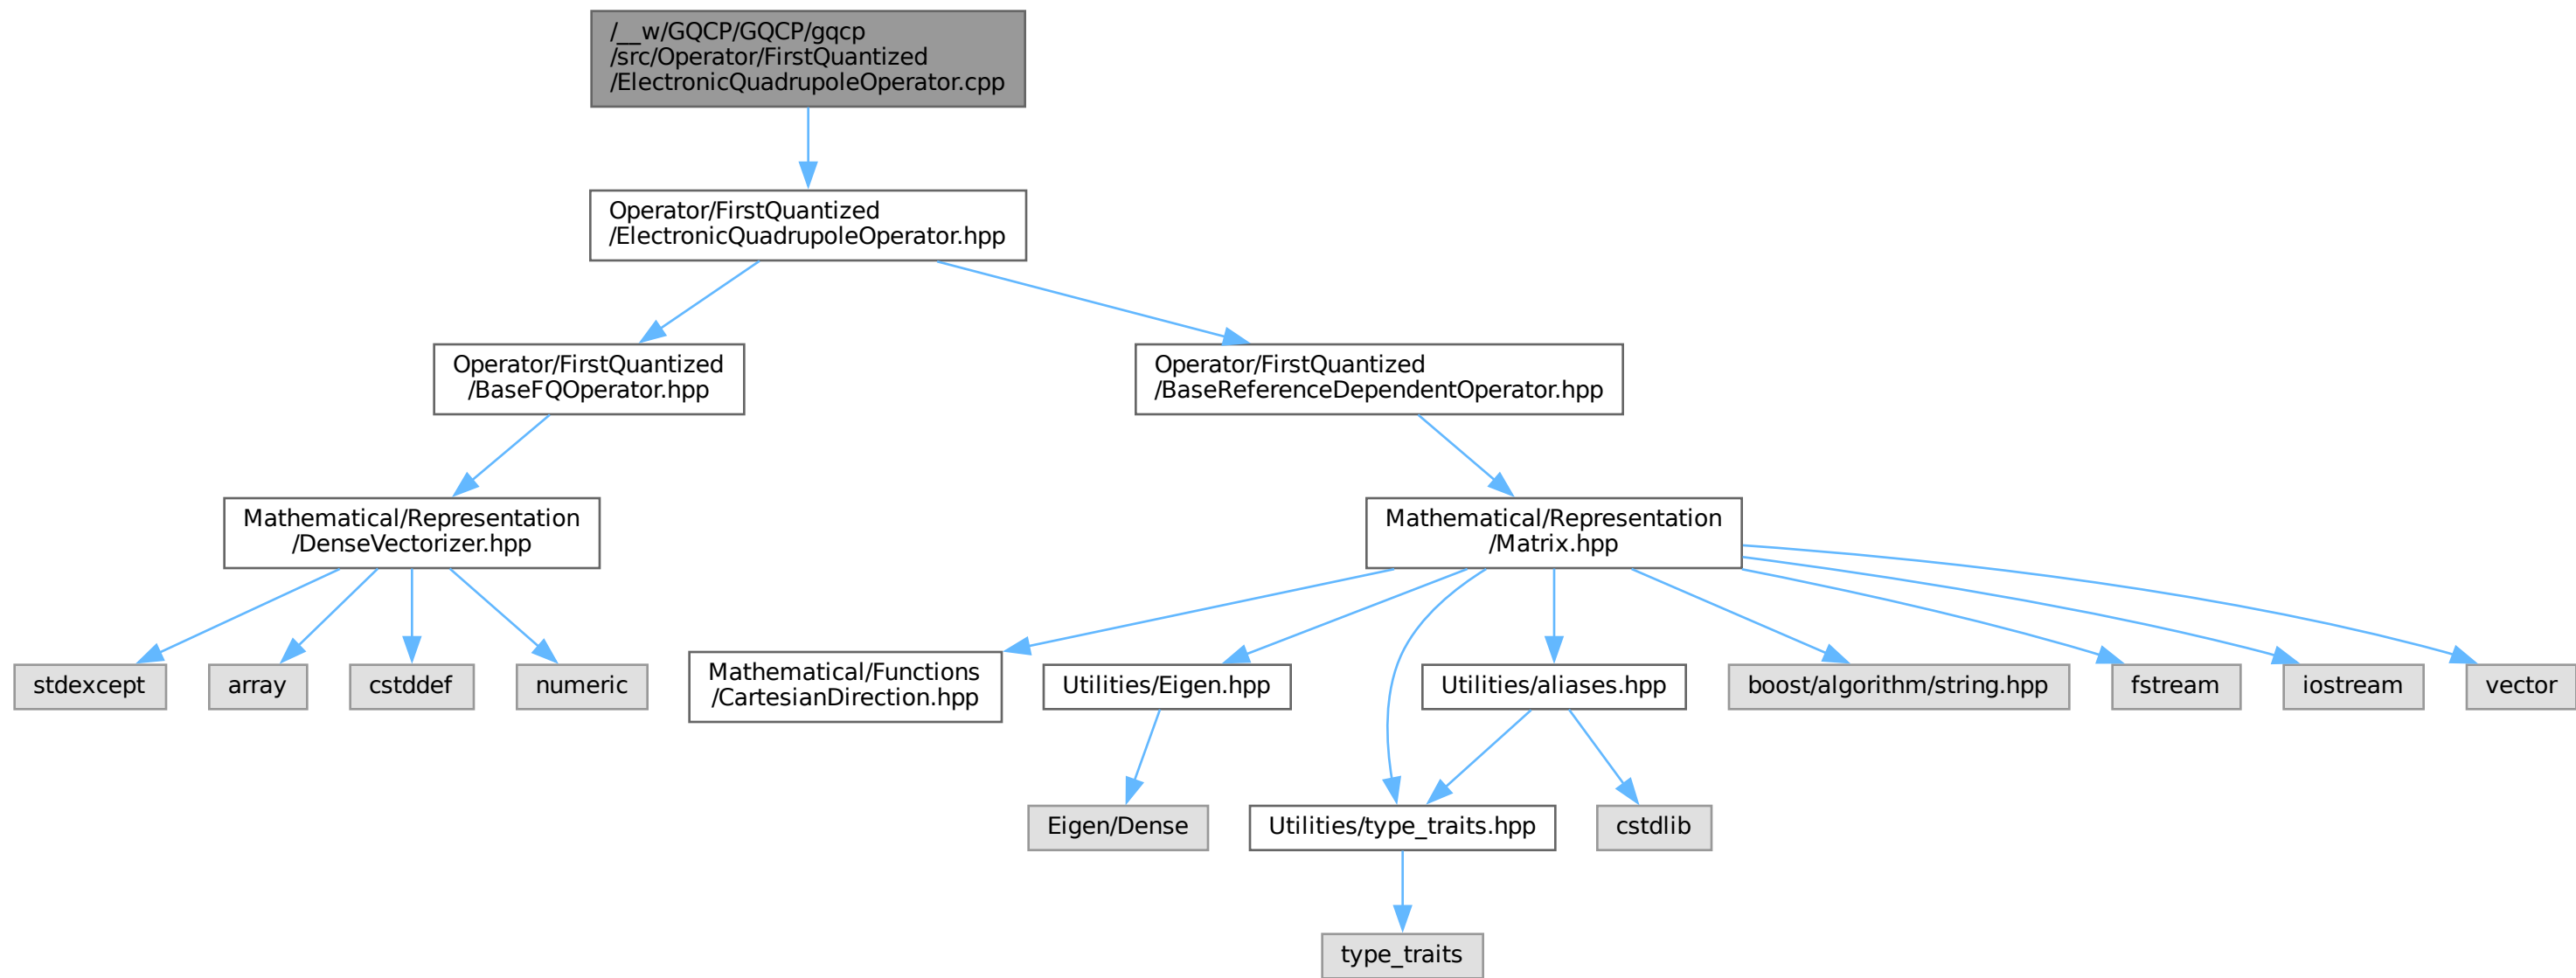 /__w/GQCP/GQCP/gqcp
/src/Operator/FirstQuantized
/ElectronicQuadrupoleOperator.cpp
Operator/FirstQuantized
/ElectronicQuadrupoleOperator.hpp
Operator/FirstQuantized
/BaseFQOperator.hpp
Operator/FirstQuantized
/BaseReferenceDependentOperator.hpp
Mathematical/Representation
/DenseVectorizer.hpp
Mathematical/Representation
/Matrix.hpp
stdexcept
array
cstddef
numeric
Mathematical/Functions
/CartesianDirection.hpp
Utilities/Eigen.hpp
Utilities/aliases.hpp
boost/algorithm/string.hpp
fstream
iostream
vector
Eigen/Dense
Utilities/type_traits.hpp
cstdlib
type_traits